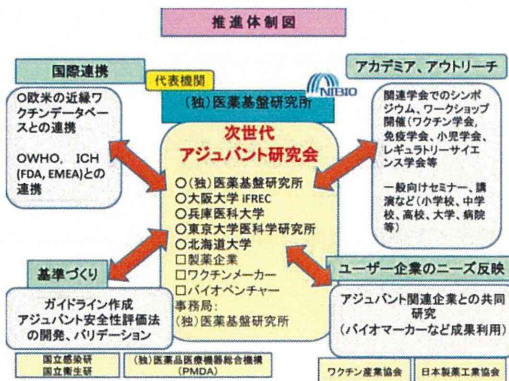 推進体制図
国際連携
○欧米の近縁ワ
クチンデータベー
スとの連携
OWHO, ICH
(FDA, EMEA)との
連携
代表機関
(独)医薬基盤研究所
NIBIO
次世代
アジュバント研究会
○(独)医薬基盤研究所
○大阪大学 iFREC
○兵庫医科大学
○東京大学医科学研究所
○北海道大学
□製薬企業
□ワクチンメーカー
□バイオベンチャー
事務局:
(独)医薬基盤研究所
アカデミア、アウトリーチ
関連学会でのシンポ
ジウム、ワークショップ
開催(ワクチン学会,
免疫学会、小児学会、
レギュラトリーサイエ
ンス学会等
一般向けセミナー、講
演など(小学校、中学
校、高校、大学、病院
等)
基準づくり
ガイドライン作成
アジュバント安全性評価法
の開発、バリデーション
国立感染研
国立衛生研
(独)医薬品医療機器総合機構
(PMDA)
ユーザー企業のニーズ反映
アジュバント関連企業との共同
研究
(バイオマーカーなど成果利用)
ワクチン産業協会
日本製薬工業協会